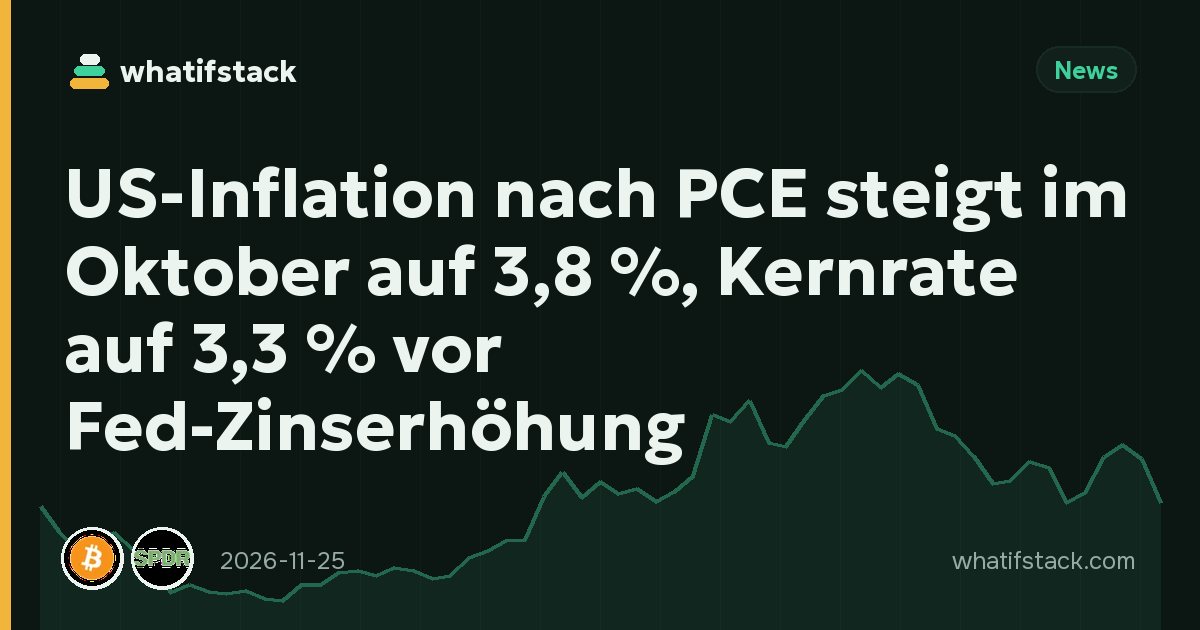 whatifstack
News
US-Inflation nach PCE steigt im
Oktober auf 3,8 %, Kernrate
auf 3,3 % vor
Fed-Zinserhöhung
SPDR
2026-11-25
whatifstack.com